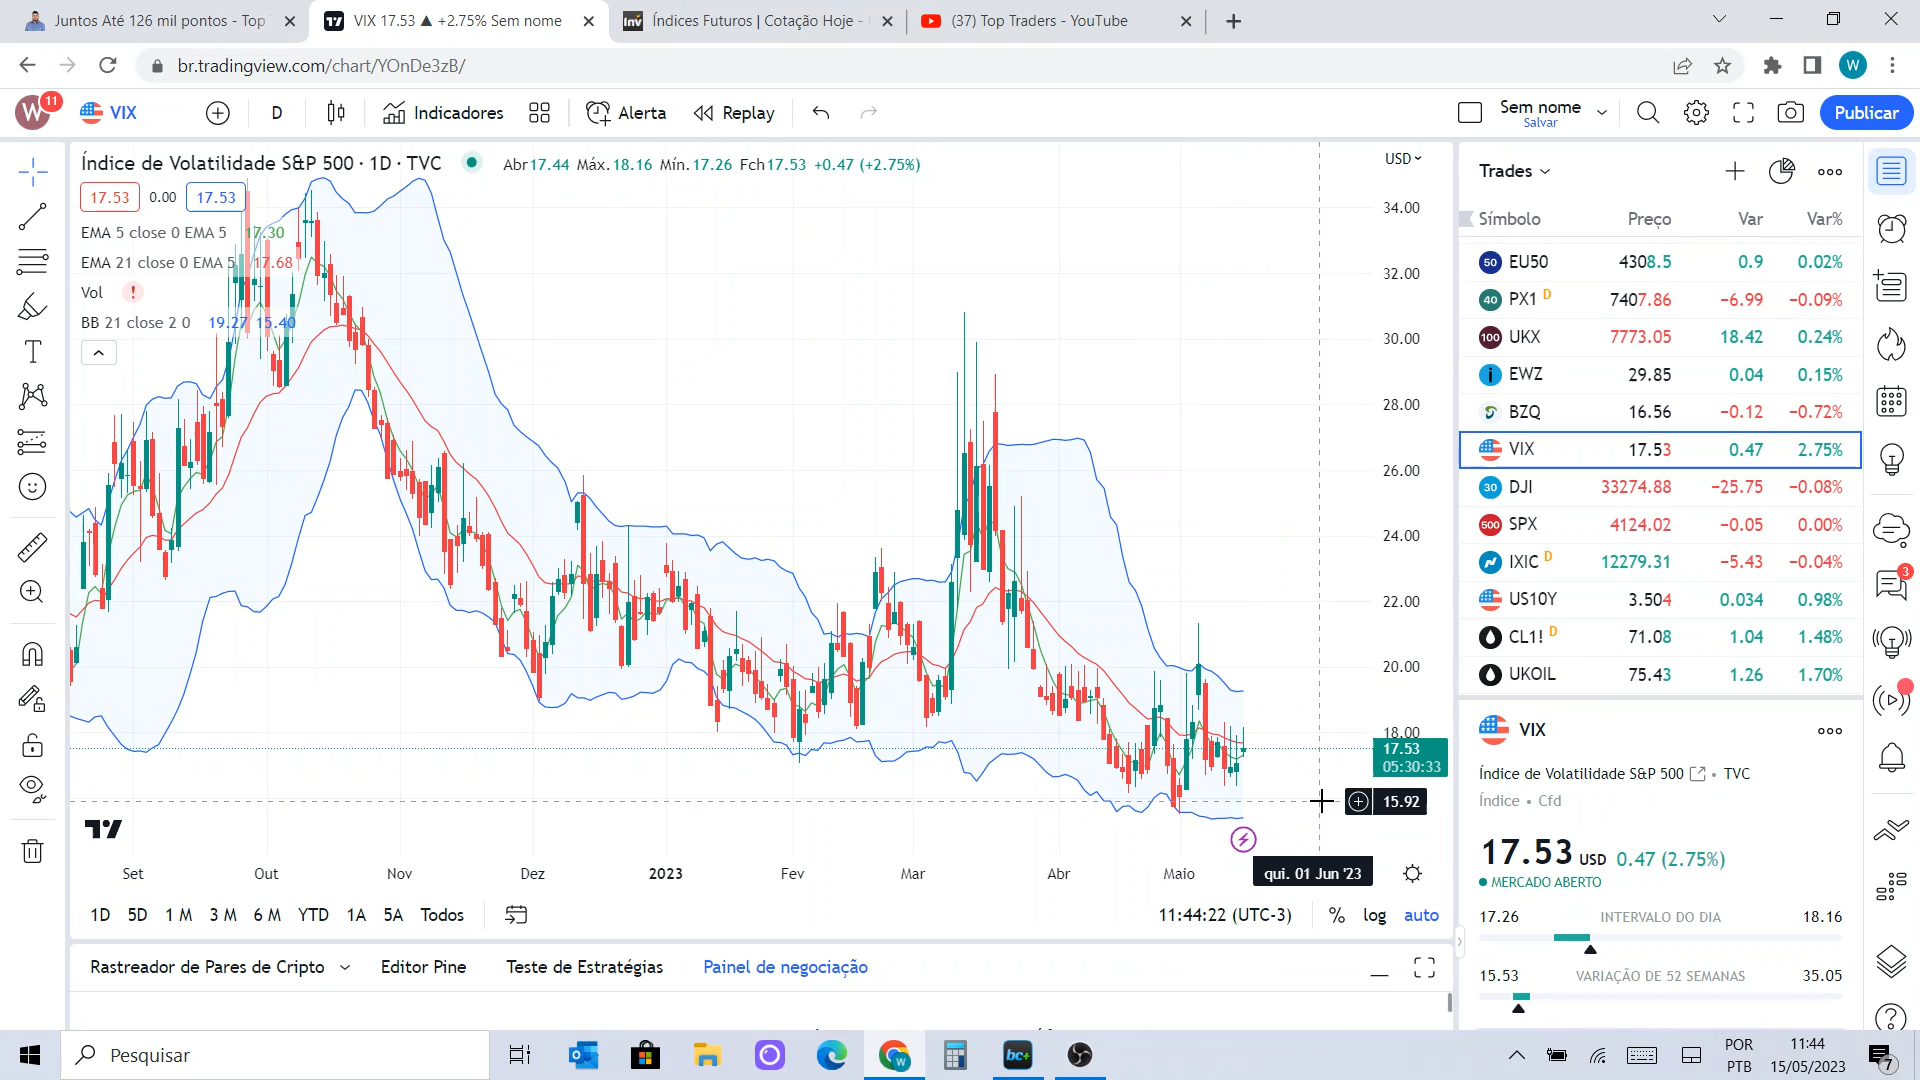 Juntos Até 126 mil pontos - Top
VIX 17.53 ▲ +2.75% Sem nome
Índices Futuros | Cotação Hoje -
(37) Top Traders - YouTube
br.tradingview.com/chart/YOnDe3zB/
W
W
11
VIX
D
Indicadores
Alerta
Replay
Sem nome
Salvar
Publicar
Índice de Volatilidade S&P 500 · 1D · TVC
Abr17.44 Máx.18.16 Mín.17.26 Fch17.53 +0.47 (+2.75%)
17.53 0.00 17.53
EMA 5 close 0 EMA 5 17.30
EMA 21 close 0 EMA 5 17.68
Vol !
BB 21 close 2 0 19.27 15.40
USD
34.00
32.00
30.00
28.00
26.00
24.00
22.00
20.00
18.00
17.53
05:30:33
15.92
Set Out Nov Dez 2023 Fev Mar Abr Maio qui. 01 Jun '23
1D 5D 1 M 3 M 6 M YTD 1A 5A Todos
11:44:22 (UTC-3) % log auto
Rastreador de Pares de Cripto Editor Pine Teste de Estratégias Painel de negociação
Trades
Símbolo Preço Var Var%
50 EU50 4308.5 0.9 0.02%
40 PX1 D 7407.86 −6.99 −0.09%
100 UKX 7773.05 18.42 0.24%
EWZ 29.85 0.04 0.15%
BZQ 16.56 −0.12 −0.72%
VIX 17.53 0.47 2.75%
30 DJI 33274.88 −25.75 −0.08%
500 SPX 4124.02 −0.05 0.00%
IXIC D 12279.31 −5.43 −0.04%
US10Y 3.504 0.034 0.98%
CL1! D 71.08 1.04 1.48%
UKOIL 75.43 1.26 1.70%
VIX
Índice de Volatilidade S&P 500 • TVC
Índice • Cfd
17.53 USD 0.47 (2.75%)
MERCADO ABERTO
17.26 INTERVALO DO DIA 18.16
15.53 VARIAÇÃO DE 52 SEMANAS 35.05
3
Pesquisar
bc+
POR
PTB
11:44
15/05/2023
7